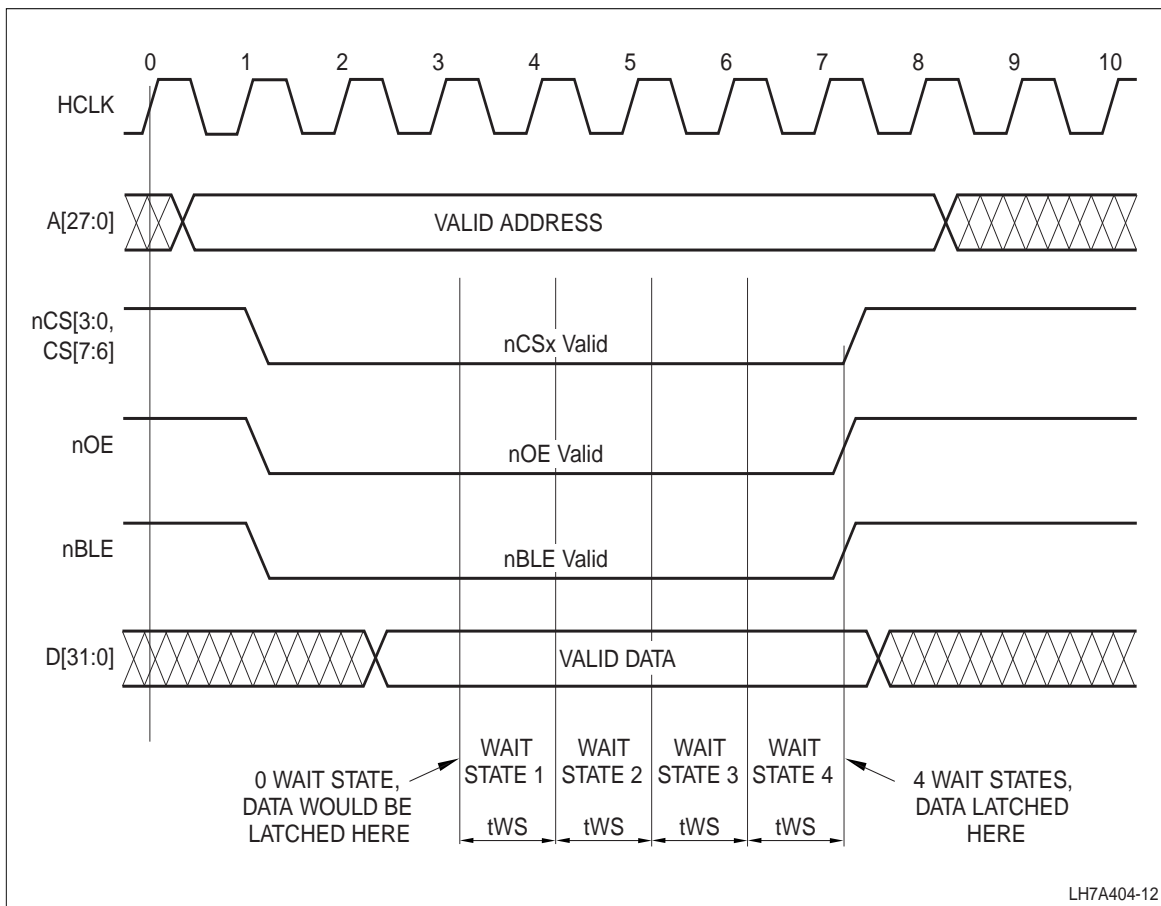 0 1 2 3 4 5 6 7 8 9 10
HCLK
A[27:0]
VALID ADDRESS
nCS[3:0,
CS[7:6]
nCSx Valid
nOE
nOE Valid
nBLE
nBLE Valid
D[31:0]
VALID DATA
0 WAIT STATE,
DATA WOULD BE
LATCHED HERE
WAIT
STATE 1
WAIT
STATE 2
WAIT
STATE 3
WAIT
STATE 4
tWS tWS tWS tWS
4 WAIT STATES,
DATA LATCHED
HERE
LH7A404-12